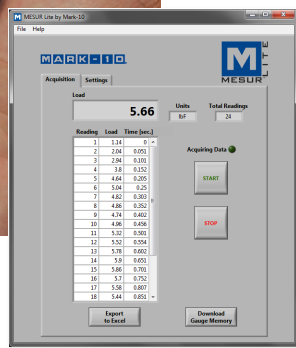 MESUR Lite by Mark-10
File Help
MARK-10
M
MESUR LITE
Acquisition Settings
Load
5.66
Units
lbF
Total Readings
24
Reading Load Time [sec.]
1 1.14 0
2 2.04 0.051
3 2.94 0.101
4 3.8 0.152
5 4.64 0.205
6 5.04 0.25
7 4.82 0.303
8 4.86 0.352
9 4.74 0.402
10 4.96 0.456
11 5.32 0.501
12 5.52 0.554
13 5.78 0.602
14 5.9 0.651
15 5.86 0.701
16 5.7 0.752
17 5.58 0.807
18 5.44 0.851
Acquiring Data
START
STOP
Export
to Excel
Download
Gauge Memory